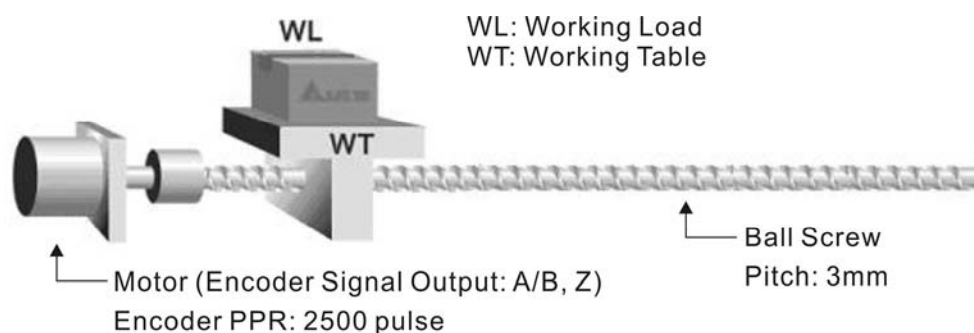 WL
WL: Working Load
WT: Working Table
WT
Ball Screw
Pitch: 3mm
Motor (Encoder Signal Output: A/B, Z)
Encoder PPR: 2500 pulse